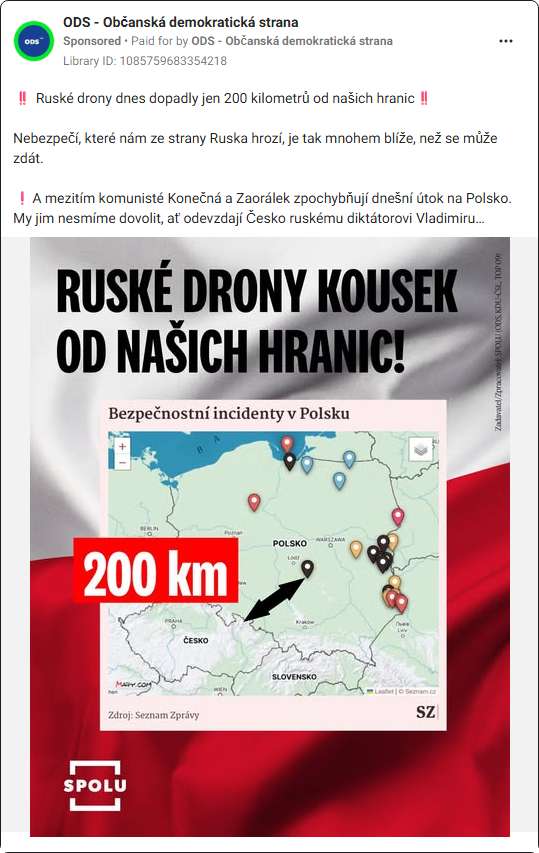 ODS - Občanská demokratická strana
Sponsored • Paid for by ODS - Občanská demokratická strana
Library ID: 1085759683354218
‼️ Ruské drony dnes dopadly jen 200 kilometrů od našich hranic ‼️
Nebezpečí, které nám ze strany Ruska hrozí, je tak mnohem blíže, než se může
zdát.
❗ A mezitím komunisté Konečná a Zaorálek zpochybňují dnešní útok na Polsko.
My jim nesmíme dovolit, ať odevzdají Česko ruskému diktátorovi Vladimiru…
ODS
RUSKÉ DRONY KOUSEK
OD NAŠICH HRANIC!
Zadavatel/Zpracovatel: SPOLU (ODS, KDU-ČSL, TOP 09)
Bezpečnostní incidenty v Polsku
+
−
B A
BERLIN
Poznań
POLSKO
WARSZAWA
Łódź
200 km
PRAHA
ČESKO
Kraków
Львів
Lviv
SLOVENSKO
WIEN
MAPY.COM
Leaflet | © Seznam.cz
Zdroj: Seznam Zprávy
SZ
SPOLU